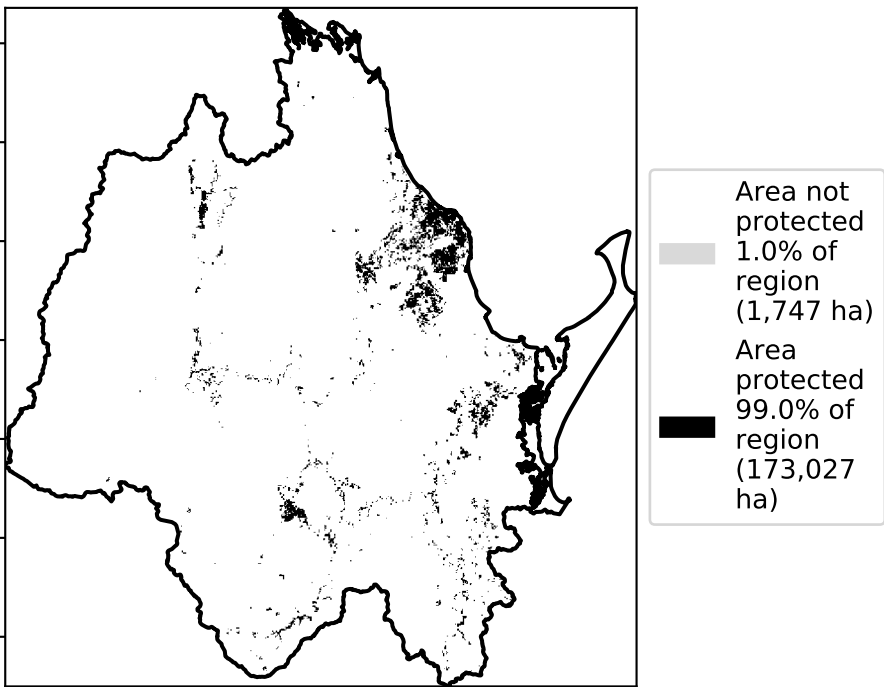 Area not
protected
1.0% of
region
(1,747 ha)
Area
protected
99.0% of
region
(173,027
ha)